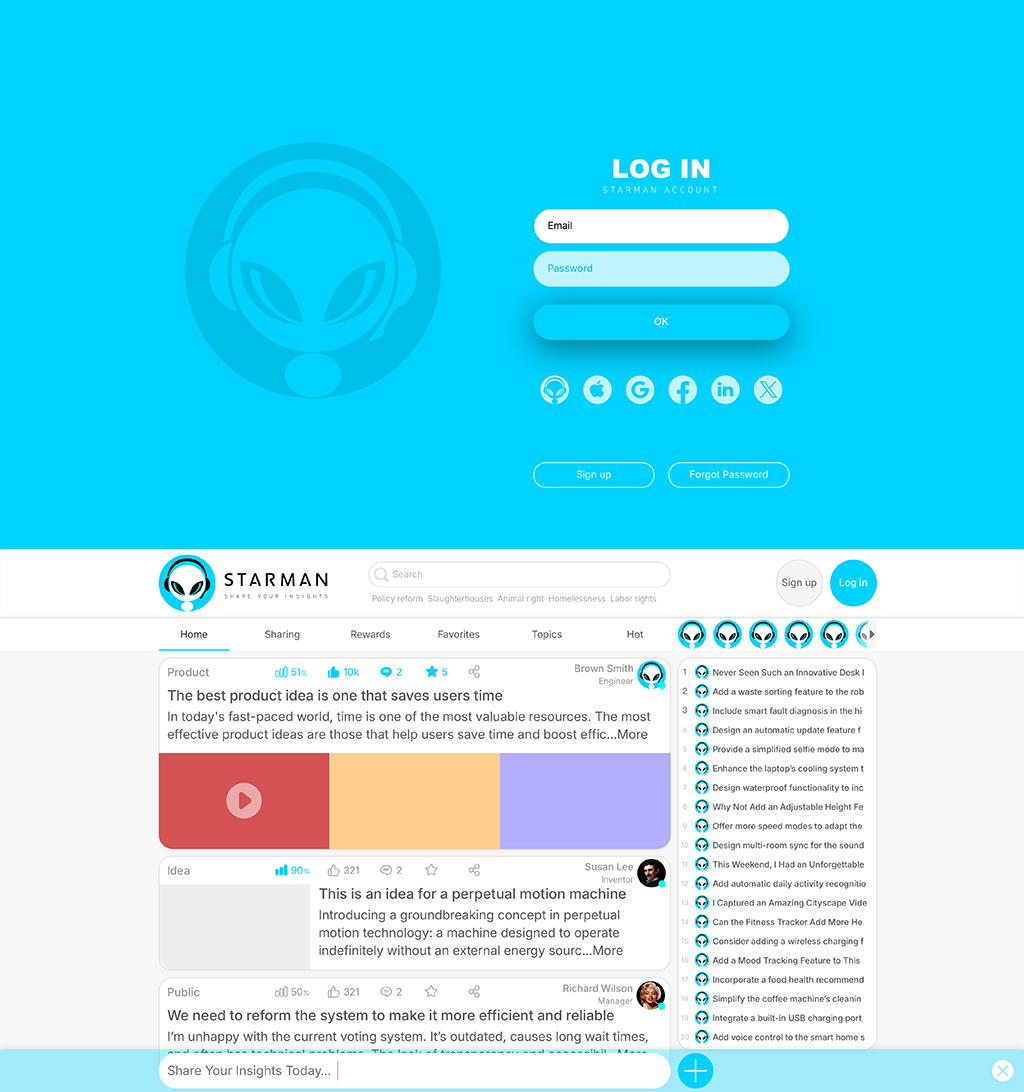 LOG IN
STARMAN ACCOUNT
Email
Password
OK
Sign up
Forgot Password
STARMAN
SHARE YOUR INSIGHTS
Search
Policy reform Slaughterhouses Animal right Homelessness Labor rights
Sign up
Log in
Home Sharing Rewards Favorites Topics Hot
Product 51% 10k 2 5
Brown Smith
Engineer
The best product idea is one that saves users time
In today's fast-paced world, time is one of the most valuable resources. The most
effective product ideas are those that help users save time and boost effic...More
Idea 90% 321 2
Susan Lee
Inventor
This is an idea for a perpetual motion machine
Introducing a groundbreaking concept in perpetual
motion technology: a machine designed to operate
indefinitely without an external energy sourc...More
Public 50% 321 2
Richard Wilson
Manager
We need to reform the system to make it more efficient and reliable
I'm unhappy with the current voting system. It's outdated, causes long wait times,
and often has technical problems. The lack of transparency and accessibil...More
1 Never Seen Such an Innovative Desk l
2 Add a waste sorting feature to the rob
3 Include smart fault diagnosis in the hi
4 Design an automatic update feature f
5 Provide a simplified selfie mode to ma
6 Enhance the laptop's cooling system t
7 Design waterproof functionality to inc
8 Why Not Add an Adjustable Height Fe
9 Offer more speed modes to adapt the
10 Design multi-room sync for the sound
11 This Weekend, I Had an Unforgettable
12 Add automatic daily activity recognitio
13 I Captured an Amazing Cityscape Vide
14 Can the Fitness Tracker Add More He
15 Consider adding a wireless charging f
16 Add a Mood Tracking Feature to This
17 Incorporate a food health recommend
18 Simplify the coffee machine's cleanin
19 Integrate a built-in USB charging port
20 Add voice control to the smart home s
Share Your Insights Today...